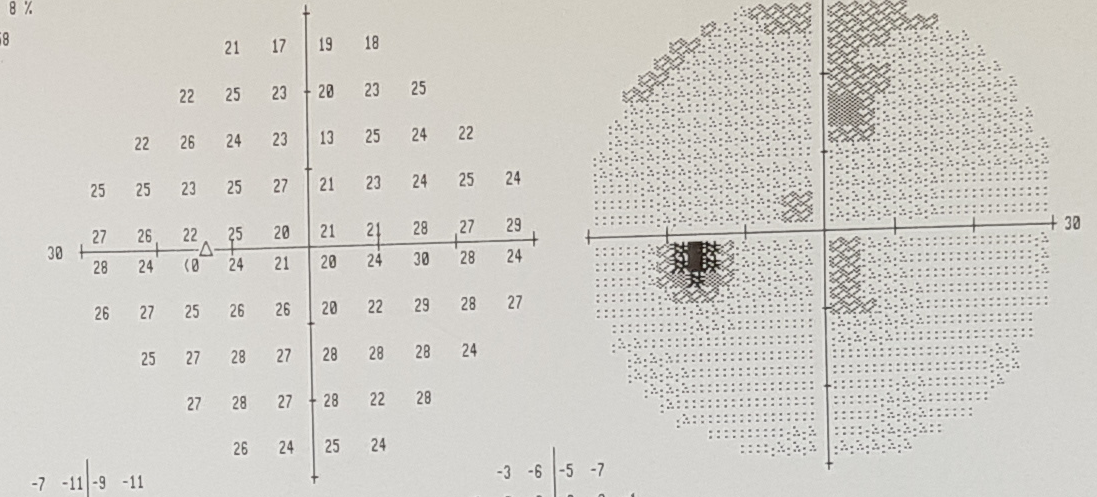 8 %
58
21 17 19 18
22 25 23 20 23 25
22 26 24 23 13 25 24 22
25 25 23 25 27 21 23 24 25 24
27 26 22 25 20 21 21 28 27 29
30 30
28 24 (0 24 21 20 24 30 28 24
26 27 25 26 26 20 22 29 28 27
25 27 28 27 28 28 28 24
27 28 27 28 22 28
26 24 25 24
-7 -11 -9 -11 -3 -6 -5 -7